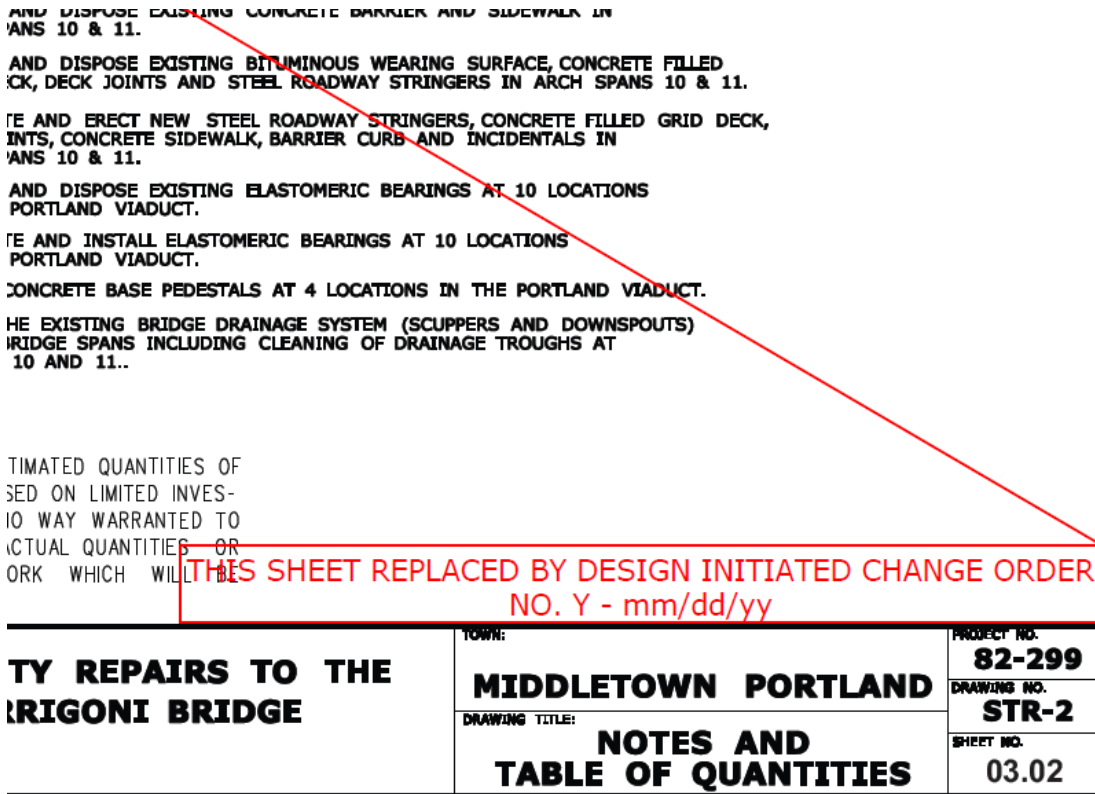 AND DISPOSE EXISTING CONCRETE BARRIER AND SIDEWALK IN
PANS 10 & 11.
AND DISPOSE EXISTING BITUMINOUS WEARING SURFACE, CONCRETE FILLED
ECK, DECK JOINTS AND STEEL ROADWAY STRINGERS IN ARCH SPANS 10 & 11.
TE AND ERECT NEW STEEL ROADWAY STRINGERS, CONCRETE FILLED GRID DECK,
INTS, CONCRETE SIDEWALK, BARRIER CURB AND INCIDENTALS IN
PANS 10 & 11.
AND DISPOSE EXISTING ELASTOMERIC BEARINGS AT 10 LOCATIONS
PORTLAND VIADUCT.
TE AND INSTALL ELASTOMERIC BEARINGS AT 10 LOCATIONS
PORTLAND VIADUCT.
CONCRETE BASE PEDESTALS AT 4 LOCATIONS IN THE PORTLAND VIADUCT.
HE EXISTING BRIDGE DRAINAGE SYSTEM (SCUPPERS AND DOWNSPOUTS)
BRIDGE SPANS INCLUDING CLEANING OF DRAINAGE TROUGHS AT
10 AND 11..
TIMATED QUANTITIES OF
SED ON LIMITED INVES-
NO WAY WARRANTED TO
ACTUAL QUANTITIES OR
ORK WHICH WILL BE
THIS SHEET REPLACED BY DESIGN INITIATED CHANGE ORDER
NO. Y - mm/dd/yy
TY REPAIRS TO THE
RRIGONI BRIDGE
TOWN:
MIDDLETOWN PORTLAND
DRAWING TITLE:
NOTES AND
TABLE OF QUANTITIES
PROJECT NO.
82-299
DRAWING NO.
STR-2
SHEET NO.
03.02